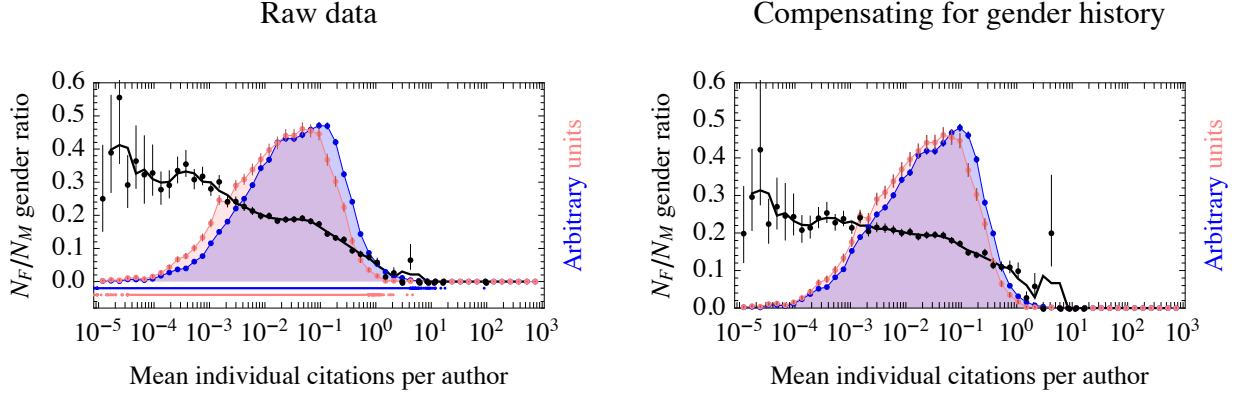 Raw data
0.6
0.5
0.4
0.3
0.2
0.1
0.0
N_F/N_M gender ratio
Arbitrary units
10^-5 10^-4 10^-3 10^-2 10^-1 10^0 10^1 10^2 10^3
Mean individual citations per author
Compensating for gender history
0.6
0.5
0.4
0.3
0.2
0.1
0.0
N_F/N_M gender ratio
Arbitrary units
10^-5 10^-4 10^-3 10^-2 10^-1 10^0 10^1 10^2 10^3
Mean individual citations per author